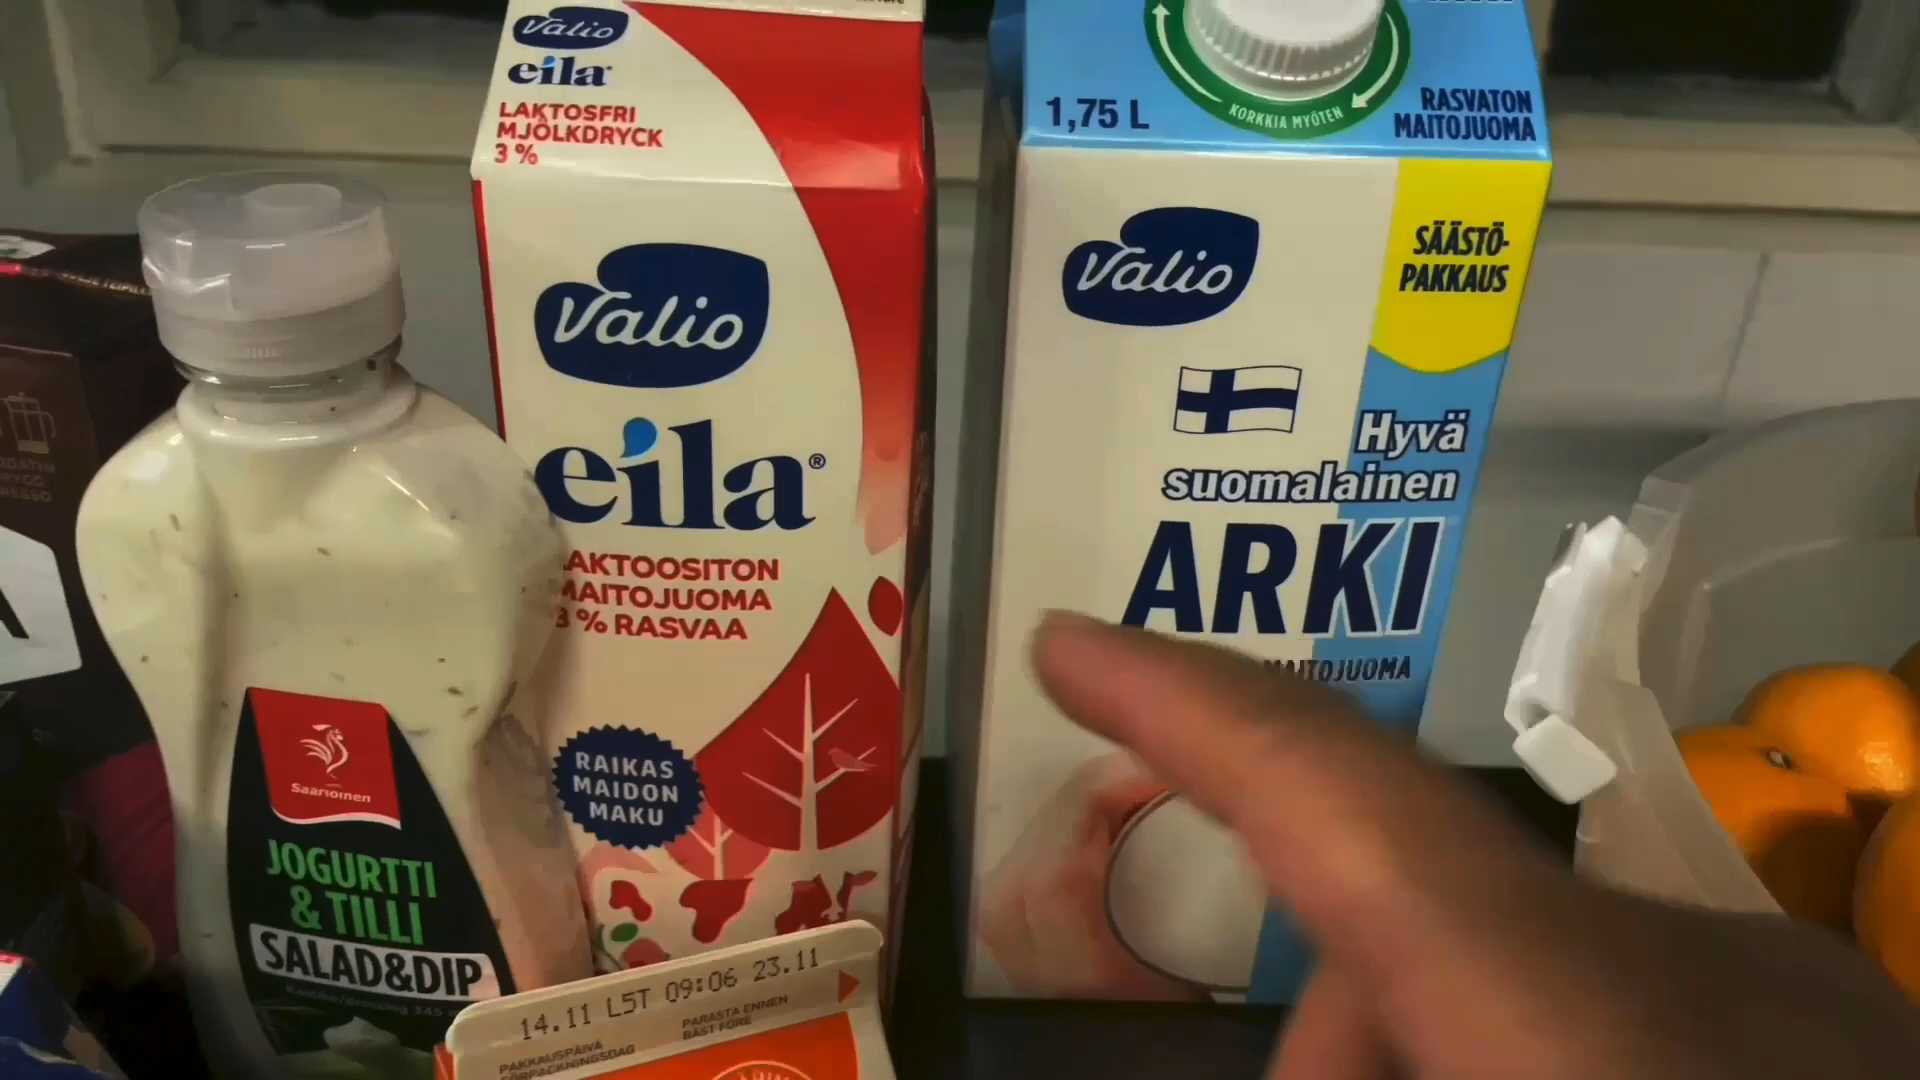 Valio
eila
LAKTOSFRI
MJÖLKDRYCK
3 %
Valio
eila®
LAKTOOSITON
MAITOJUOMA
3 % RASVAA
RAIKAS
MAIDON
MAKU
1,75 L
KORKKIA MYÖTEN
RASVATON
MAITOJUOMA
Valio
SÄÄSTÖ-
PAKKAUS
Hyvä
suomalainen
ARKI
MAITOJUOMA
Saarioinen
JOGURTTI
& TILLI
SALAD&DIP
14.11 L5T 09:06 23.11
PAKKAUSPÄIVÄ
FÖRPACKNINGSDAG
PARASTA ENNEN
BÄST FÖRE